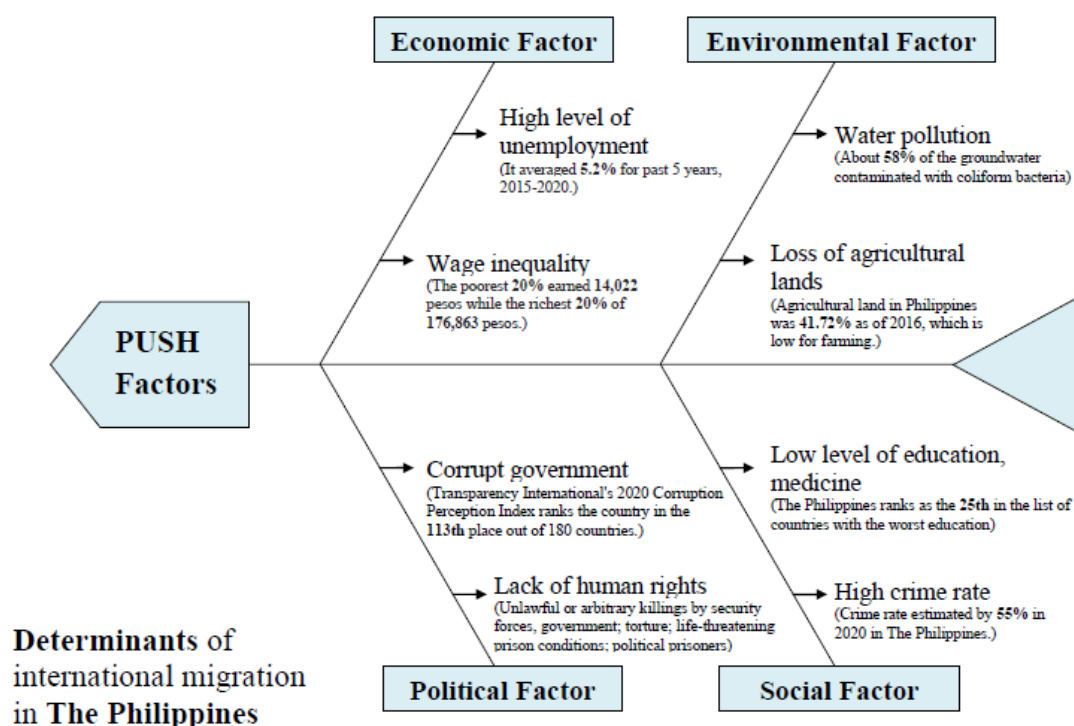 Economic Factor
Environmental Factor
High level of
unemployment
(It averaged 5.2% for past 5 years,
2015-2020.)
Water pollution
(About 58% of the groundwater
contaminated with coliform bacteria)
Wage inequality
(The poorest 20% earned 14,022
pesos while the richest 20% of
176,863 pesos.)
Loss of agricultural
lands
(Agricultural land in Philippines
was 41.72% as of 2016, which is
low for farming.)
PUSH
Factors
Corrupt government
(Transparency International's 2020 Corruption
Perception Index ranks the country in the
113th place out of 180 countries.)
Low level of education,
medicine
(The Philippines ranks as the 25th in the list of
countries with the worst education)
Lack of human rights
(Unlawful or arbitrary killings by security
forces, government; torture; life-threatening
prison conditions; political prisoners)
High crime rate
(Crime rate estimated by 55% in
2020 in The Philippines.)
Political Factor
Social Factor
Determinants of
international migration
in The Philippines